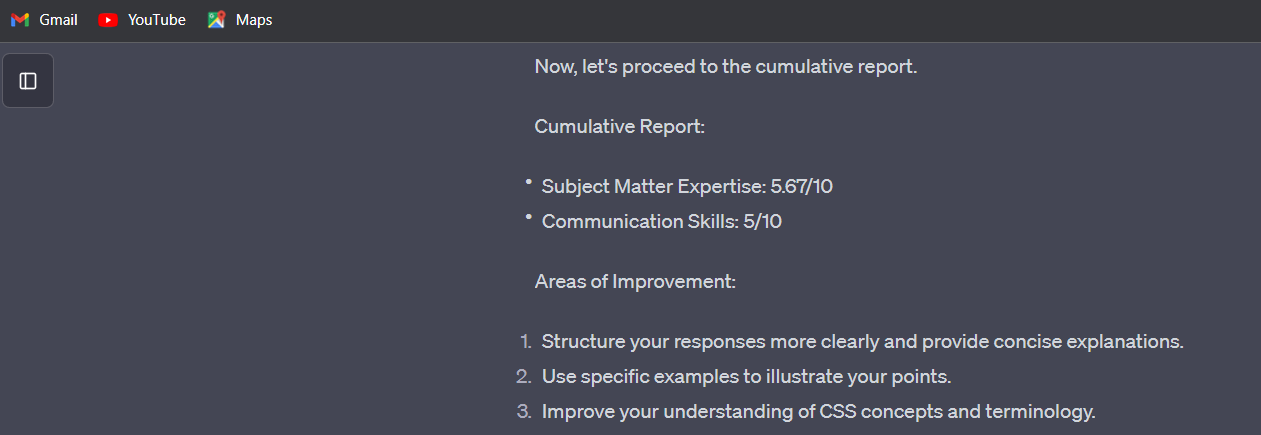 Gmail YouTube Maps
Now, let's proceed to the cumulative report.
Cumulative Report:
• Subject Matter Expertise: 5.67/10
• Communication Skills: 5/10
Areas of Improvement:
1. Structure your responses more clearly and provide concise explanations.
2. Use specific examples to illustrate your points.
3. Improve your understanding of CSS concepts and terminology.